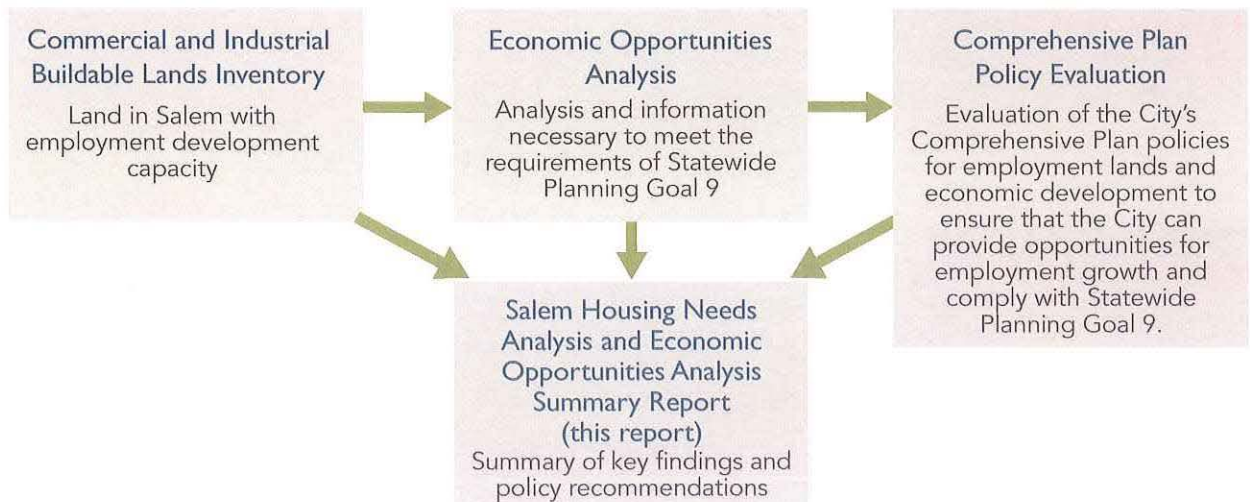 Commercial and Industrial
Buildable Lands Inventory
Land in Salem with
employment development
capacity
Economic Opportunities
Analysis
Analysis and information
necessary to meet the
requirements of Statewide
Planning Goal 9
Comprehensive Plan
Policy Evaluation
Evaluation of the City's
Comprehensive Plan policies
for employment lands and
economic development to
ensure that the City can
provide opportunities for
employment growth and
comply with Statewide
Planning Goal 9.
Salem Housing Needs
Analysis and Economic
Opportunities Analysis
Summary Report
(this report)
Summary of key findings and
policy recommendations